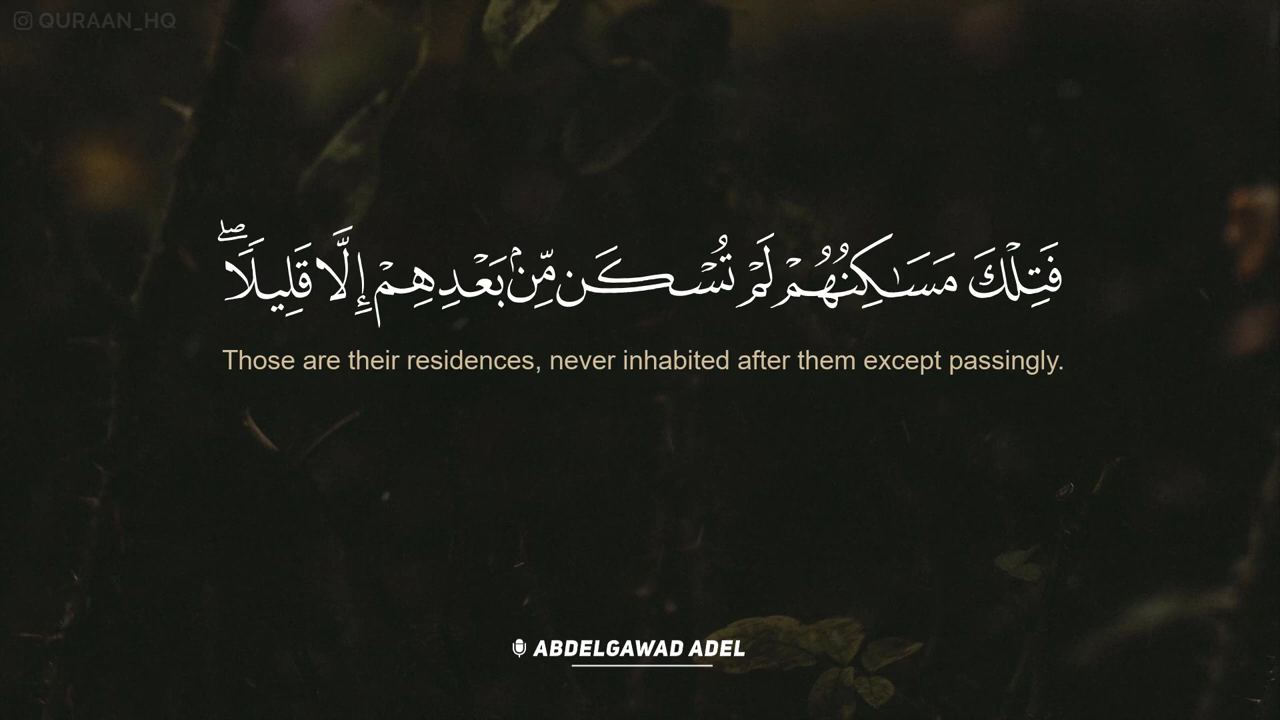 QURAAN_HQ
فَتِلْكَ مَسَـٰكِنُهُمْ لَمْ تُسْكَن مِّنۢ بَعْدِهِمْ إِلَّا قَلِيلًا ۖ
Those are their residences, never inhabited after them except passingly.
ABDELGAWAD ADEL